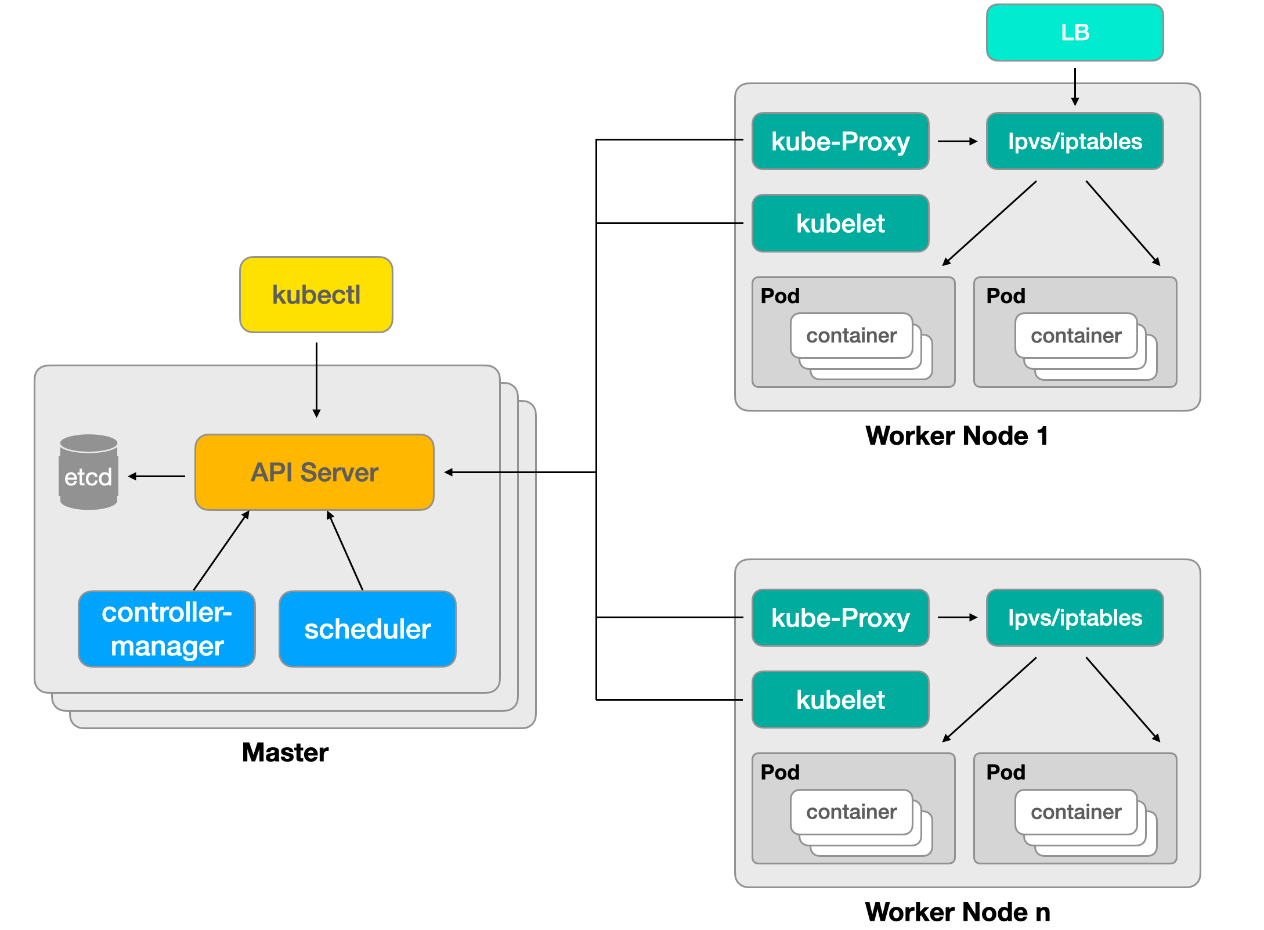 LB
kube-Proxy
Ipvs/iptables
kubelet
Pod
container
Pod
container
Worker Node 1
kubectl
etcd
API Server
controller-
manager
scheduler
Master
kube-Proxy
Ipvs/iptables
kubelet
Pod
container
Pod
container
Worker Node n